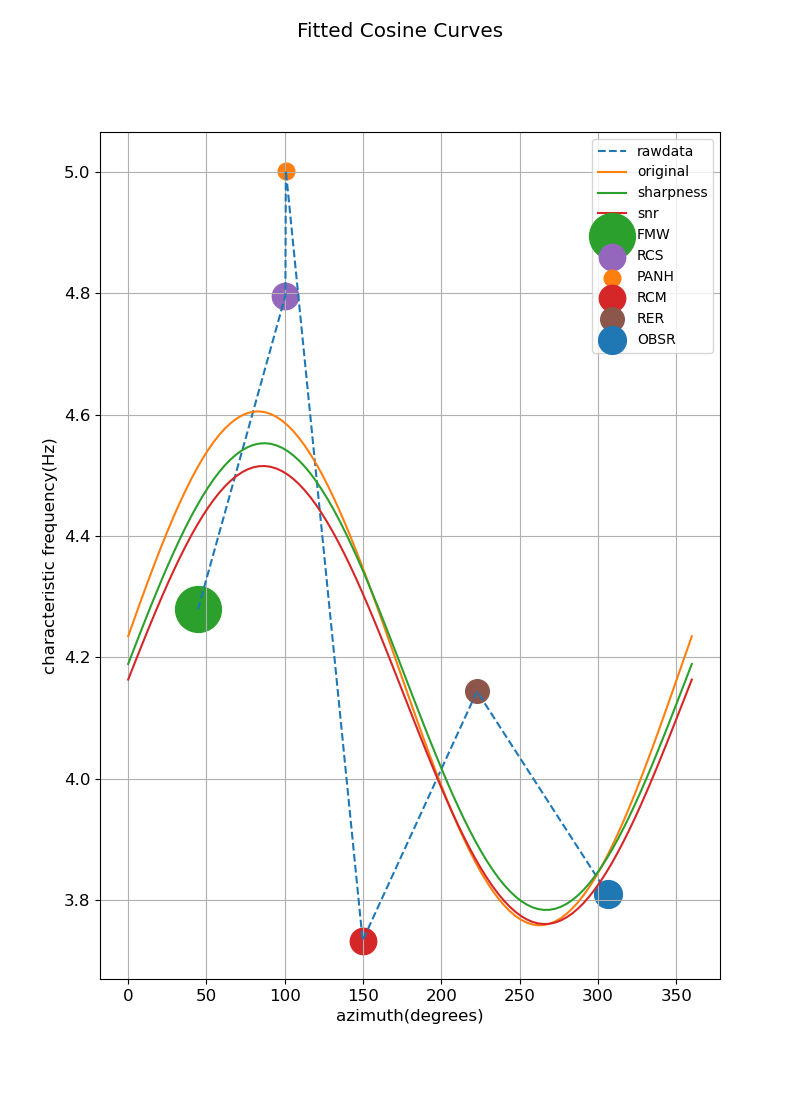 Fitted Cosine Curves
rawdata
original
sharpness
snr
FMW
RCS
PANH
RCM
RER
OBSR
5.0
4.8
4.6
4.4
4.2
4.0
3.8
characteristic frequency(Hz)
0 50 100 150 200 250 300 350
azimuth(degrees)